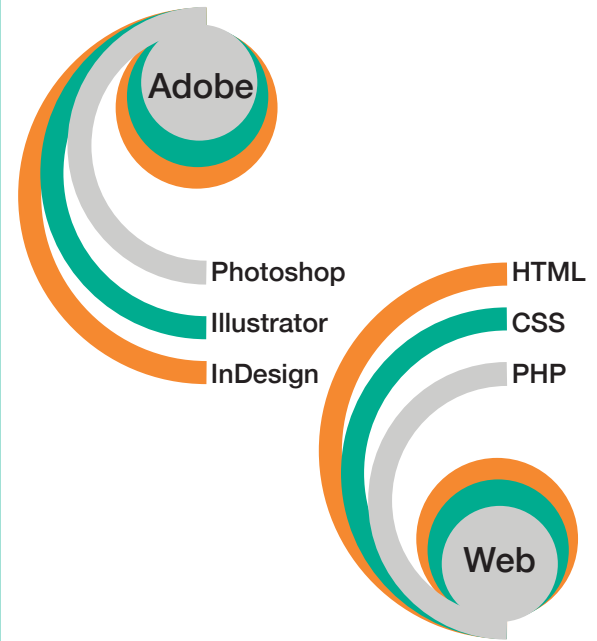 Adobe
Photoshop
Illustrator
InDesign
HTML
CSS
PHP
Web